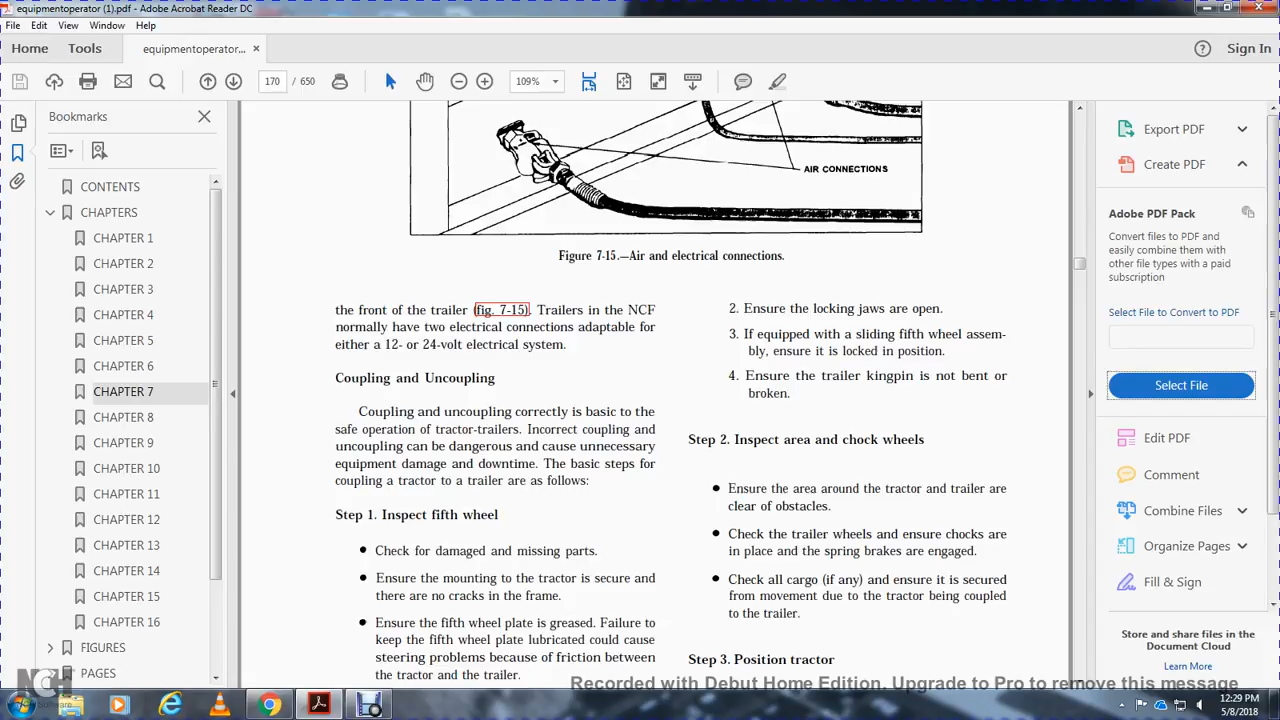 equipmentoperator (1).pdf - Adobe Acrobat Reader DC
File Edit View Window Help
Home Tools equipmentoperator... × Sign In
170 / 650 109%
Bookmarks
CONTENTS
CHAPTERS
CHAPTER 1
CHAPTER 2
CHAPTER 3
CHAPTER 4
CHAPTER 5
CHAPTER 6
CHAPTER 7
CHAPTER 8
CHAPTER 9
CHAPTER 10
CHAPTER 11
CHAPTER 12
CHAPTER 13
CHAPTER 14
CHAPTER 15
CHAPTER 16
FIGURES
PAGES
AIR CONNECTIONS
Figure 7-15.—Air and electrical connections.
the front of the trailer (fig. 7-15). Trailers in the NCF
normally have two electrical connections adaptable for
either a 12- or 24-volt electrical system.
Coupling and Uncoupling
Coupling and uncoupling correctly is basic to the
safe operation of tractor-trailers. Incorrect coupling and
uncoupling can be dangerous and cause unnecessary
equipment damage and downtime. The basic steps for
coupling a tractor to a trailer are as follows:
Step 1. Inspect fifth wheel
● Check for damaged and missing parts.
● Ensure the mounting to the tractor is secure and
there are no cracks in the frame.
● Ensure the fifth wheel plate is greased. Failure to
keep the fifth wheel plate lubricated could cause
steering problems because of friction between
the tractor and the trailer.
2. Ensure the locking jaws are open.
3. If equipped with a sliding fifth wheel assem-
bly, ensure it is locked in position.
4. Ensure the trailer kingpin is not bent or
broken.
Step 2. Inspect area and chock wheels
● Ensure the area around the tractor and trailer are
clear of obstacles.
● Check the trailer wheels and ensure chocks are
in place and the spring brakes are engaged.
● Check all cargo (if any) and ensure it is secured
from movement due to the tractor being coupled
to the trailer.
Step 3. Position tractor
Export PDF
Create PDF
Adobe PDF Pack
Convert files to PDF and
easily combine them with
other file types with a paid
subscription
Select File to Convert to PDF
Select File
Edit PDF
Comment
Combine Files
Organize Pages
Fill & Sign
Store and share files in the
Document Cloud
Learn More
NCH
Software
Recorded with Debut Home Edition. Upgrade to Pro to remove this message
12:29 PM
5/8/2018